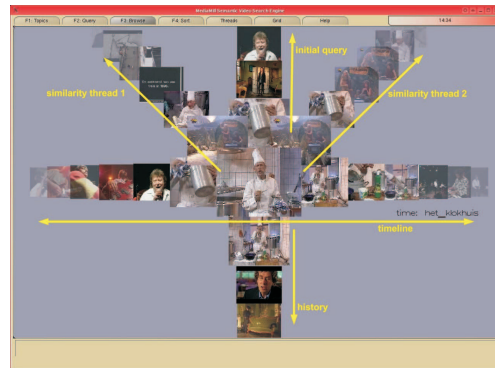 MediaMill Semantic Video Search Engine
F1: Topics
F2: Query
F3: Browse
F4: Sort
Threads
Grid
Help
14:34
initial query
similarity thread 1
similarity thread 2
time: het_klokhuis
timeline
history